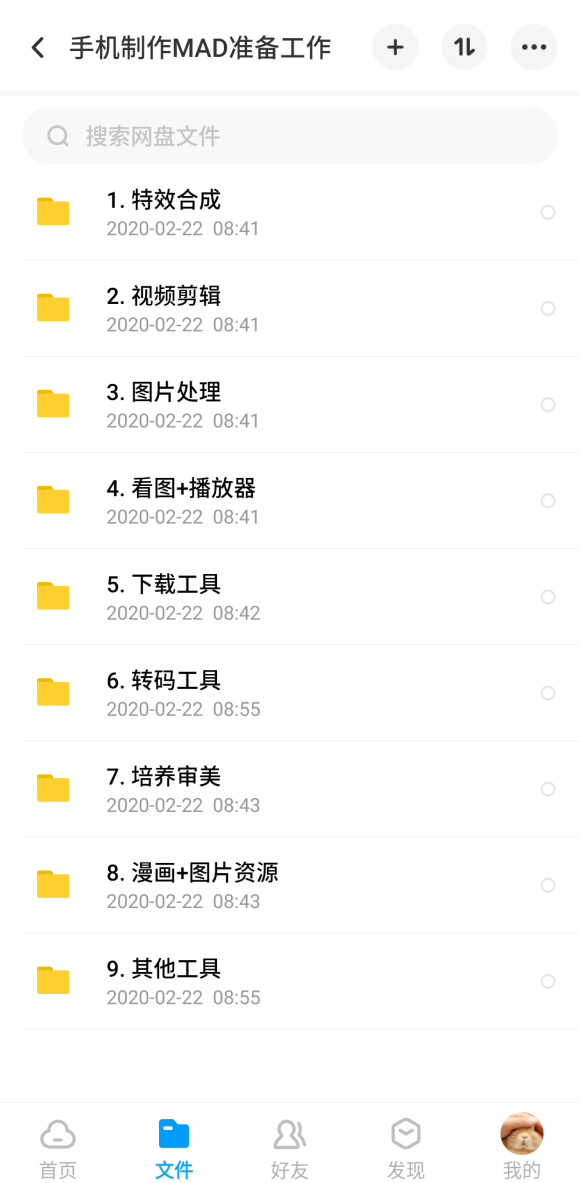 手机制作MAD准备工作
搜索网盘文件
1. 特效合成
2020-02-22 08:41
2. 视频剪辑
2020-02-22 08:41
3. 图片处理
2020-02-22 08:41
4. 看图+播放器
2020-02-22 08:41
5. 下载工具
2020-02-22 08:42
6. 转码工具
2020-02-22 08:55
7. 培养审美
2020-02-22 08:43
8. 漫画+图片资源
2020-02-22 08:43
9. 其他工具
2020-02-22 08:55
首页 文件 好友 发现 我的